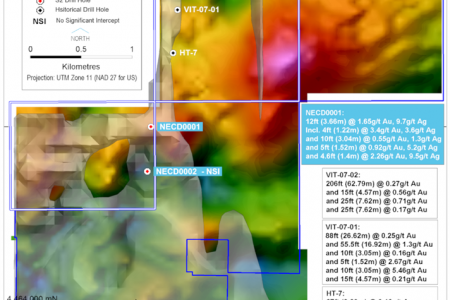 S2 Drill Hole
Hsitorical Drill Hole
NSI No Significant Intercept
NORTH
0 0.5 1
Kilometres
Projection: UTM Zone 11 (NAD 27 for US)
VIT-07-01
HT-7
NECD0001
NECD0002 - NSI
NECD0001:
12ft (3.66m) @ 1.65g/t Au, 9.7g/t Ag
Incl. 4ft (1.22m) @ 3.4g/t Au, 3.6g/t Ag
and 10ft (3.04m) @ 0.55g/t Au, 1.3g/t Ag
and 5ft (1.52m) @ 0.92g/t Au, 5.2g/t Ag
and 4.6ft (1.4m) @ 2.20g/t Au, 9.5g/t Ag
VIT-07-02:
206ft (62.79m) @ 0.27g/t Au
and 15ft (4.57m) @ 0.56g/t Au
and 25ft (7.62m) @ 0.71g/t Au
and 25ft (7.62m) @ 0.17g/t Au
VIT-07-01:
88ft (26.62m) @ 0.25g/t Au
and 55.5ft (16.92m) @ 1.3g/t Au
and 10ft (3.05m) @ 0.16g/t Au
and 5ft (1.52m) @ 2.67g/t Au
and 10ft (3.05m) @ 5.46g/t Au
and 15ft (4.57m) @ 0.21g/t Au
HT-7:
4,464,000 mN